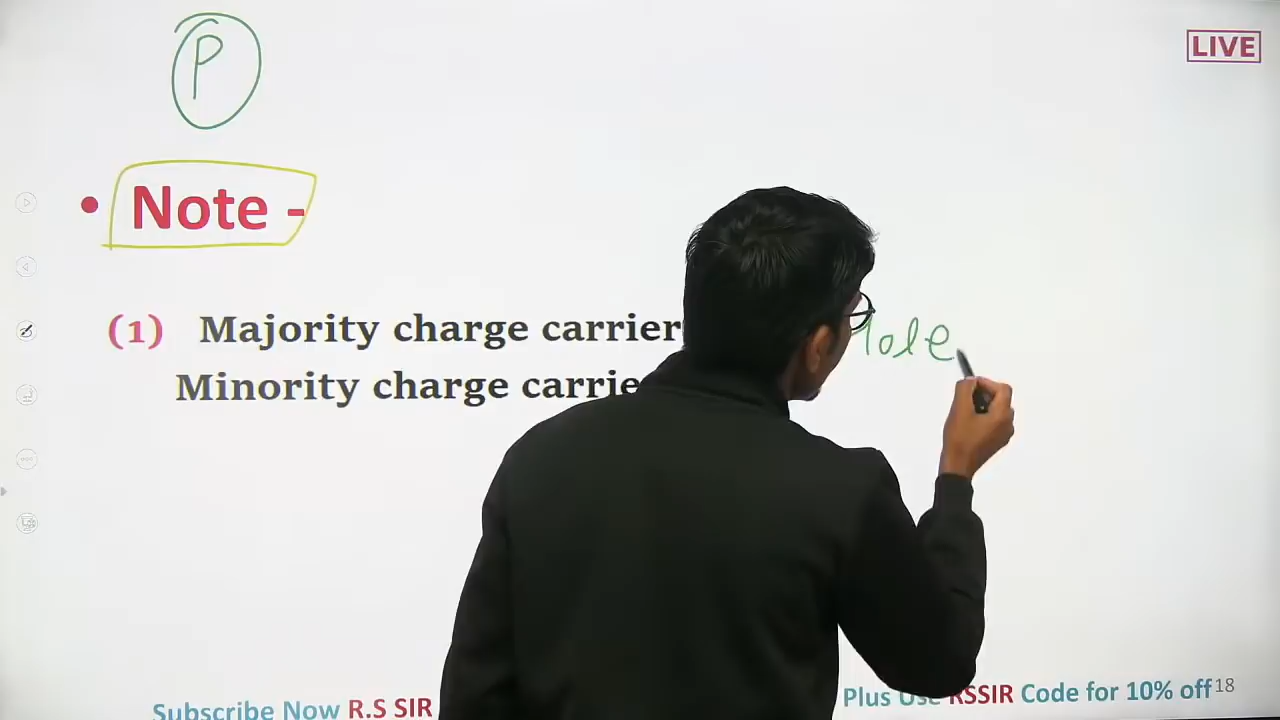 P
LIVE
• Note -
(1) Majority charge carrier
Minority charge carrie
Subscribe Now R.S SIR
Plus Use RSSIR Code for 10% off 18